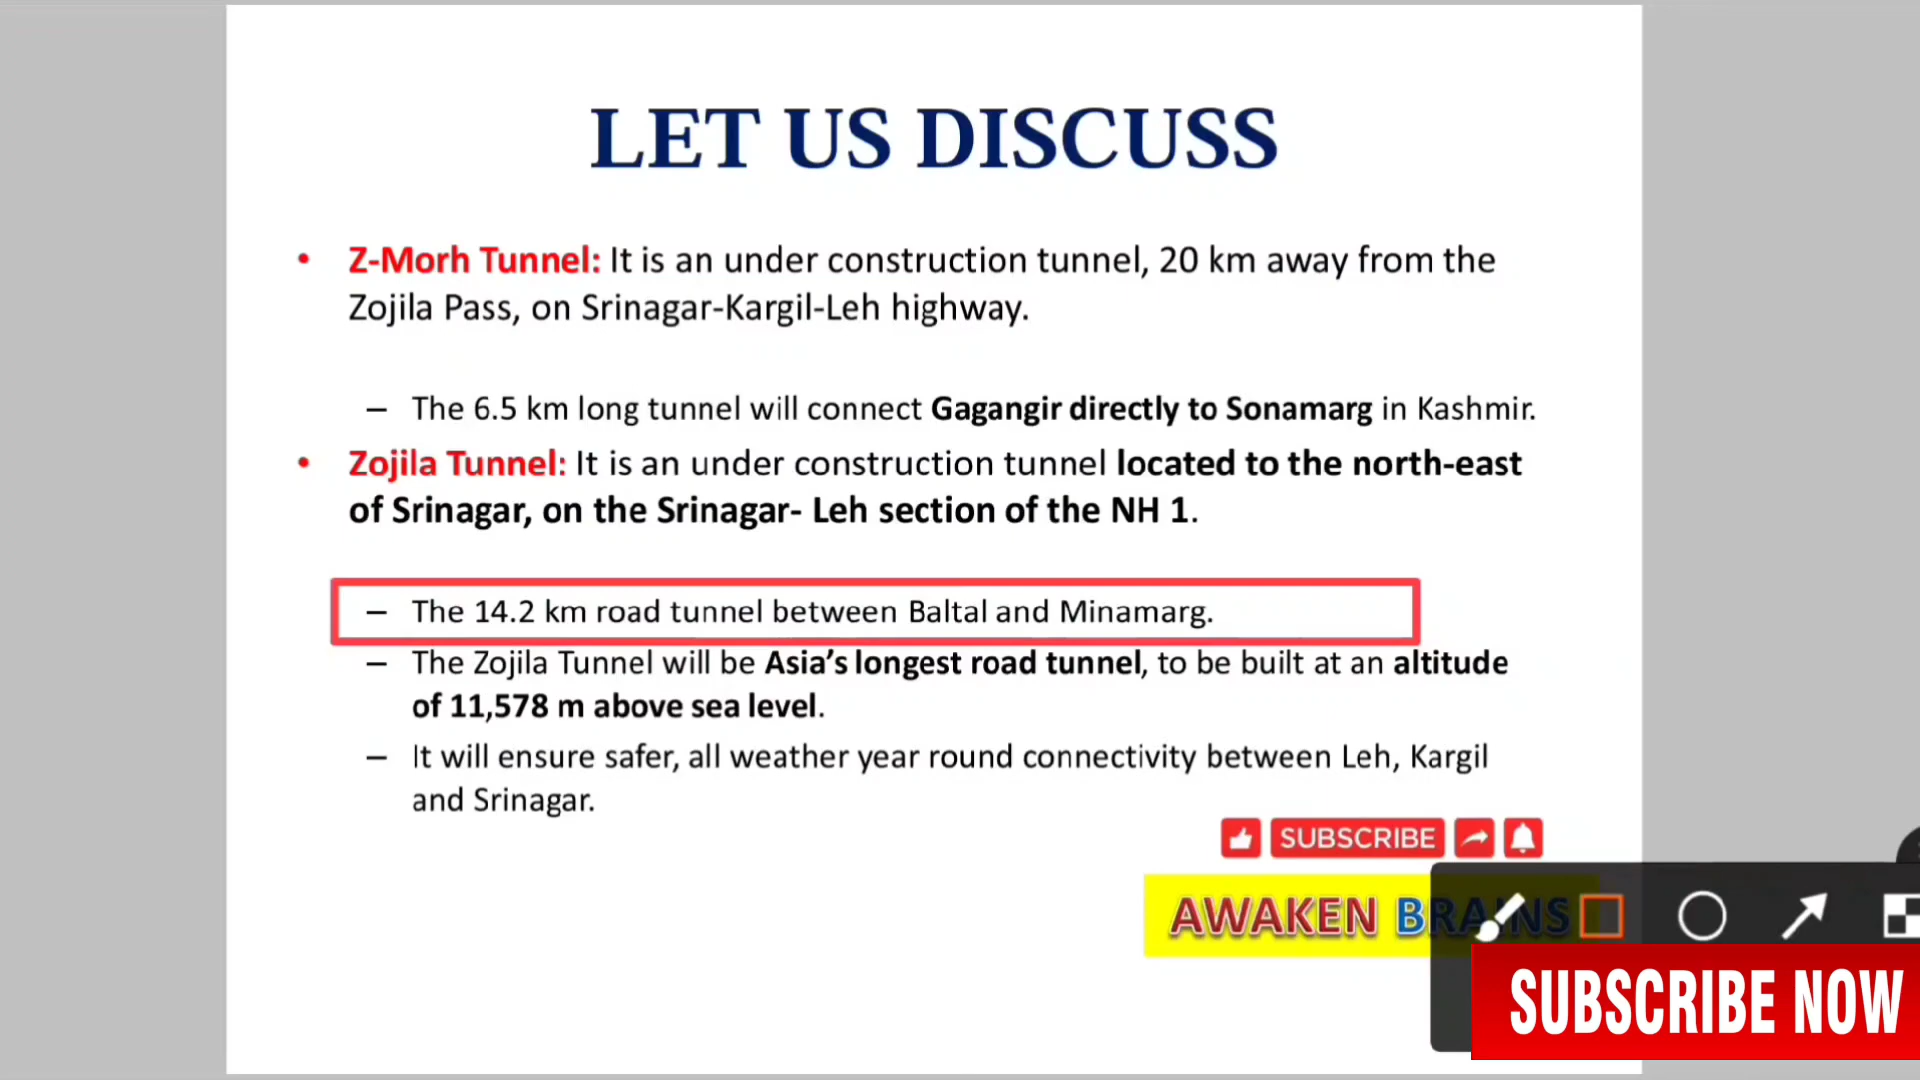 LET US DISCUSS
• Z-Morh Tunnel: It is an under construction tunnel, 20 km away from the
Zojila Pass, on Srinagar-Kargil-Leh highway.
– The 6.5 km long tunnel will connect Gagangir directly to Sonamarg in Kashmir.
• Zojila Tunnel: It is an under construction tunnel located to the north-east
of Srinagar, on the Srinagar- Leh section of the NH 1.
– The 14.2 km road tunnel between Baltal and Minamarg.
– The Zojila Tunnel will be Asia's longest road tunnel, to be built at an altitude
of 11,578 m above sea level.
– It will ensure safer, all weather year round connectivity between Leh, Kargil
and Srinagar.
SUBSCRIBE
AWAKEN BRAINS
SUBSCRIBE NOW